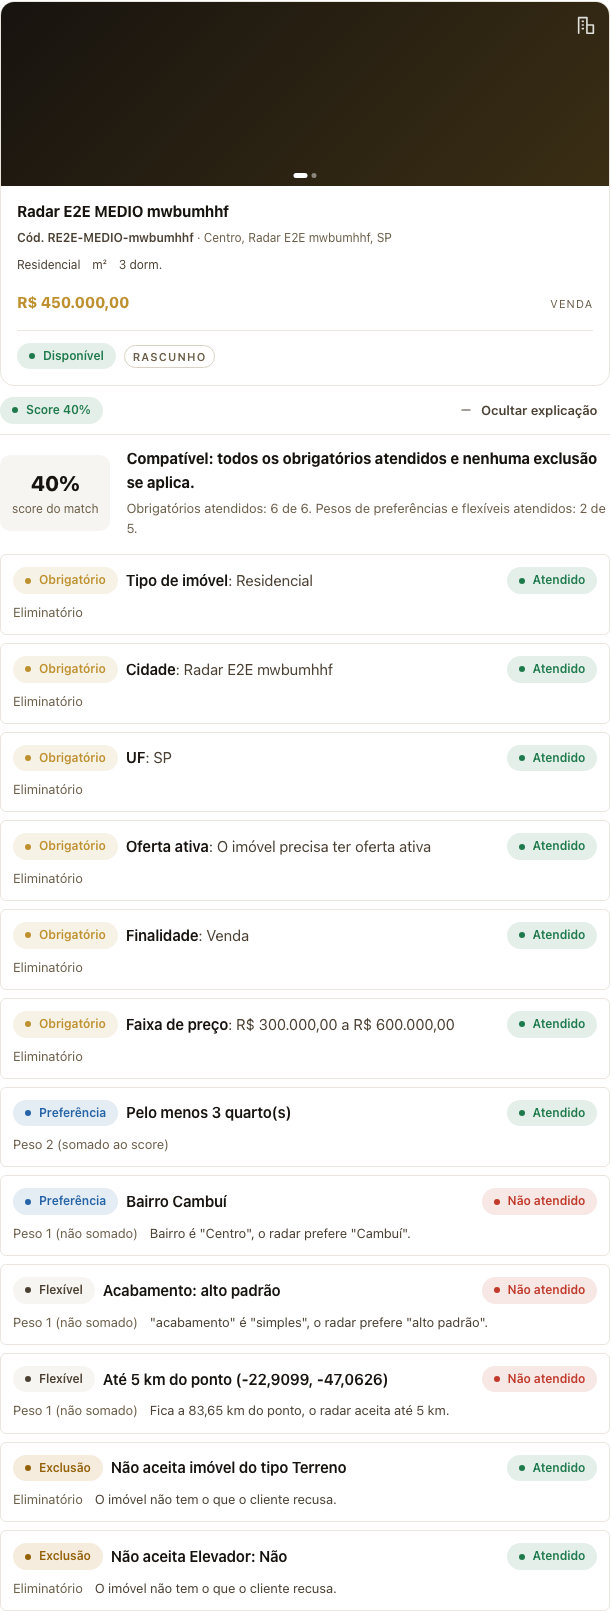 Radar E2E MEDIO mwbumhhf
Cód. RE2E-MEDIO-mwbumhhf · Centro, Radar E2E mwbumhhf, SP
Residencial m² 3 dorm.
R$ 450.000,00 VENDA
Disponível RASCUNHO
Score 40% — Ocultar explicação
40%
score do match
Compatível: todos os obrigatórios atendidos e nenhuma exclusão
se aplica.
Obrigatórios atendidos: 6 de 6. Pesos de preferências e flexíveis atendidos: 2 de
5.
Obrigatório Tipo de imóvel: Residencial Atendido
Eliminatório
Obrigatório Cidade: Radar E2E mwbumhhf Atendido
Eliminatório
Obrigatório UF: SP Atendido
Eliminatório
Obrigatório Oferta ativa: O imóvel precisa ter oferta ativa Atendido
Eliminatório
Obrigatório Finalidade: Venda Atendido
Eliminatório
Obrigatório Faixa de preço: R$ 300.000,00 a R$ 600.000,00 Atendido
Eliminatório
Preferência Pelo menos 3 quarto(s) Atendido
Peso 2 (somado ao score)
Preferência Bairro Cambuí Não atendido
Peso 1 (não somado) Bairro é "Centro", o radar prefere "Cambuí".
Flexível Acabamento: alto padrão Não atendido
Peso 1 (não somado) "acabamento" é "simples", o radar prefere "alto padrão".
Flexível Até 5 km do ponto (-22,9099, -47,0626) Não atendido
Peso 1 (não somado) Fica a 83,65 km do ponto, o radar aceita até 5 km.
Exclusão Não aceita imóvel do tipo Terreno Atendido
Eliminatório O imóvel não tem o que o cliente recusa.
Exclusão Não aceita Elevador: Não Atendido
Eliminatório O imóvel não tem o que o cliente recusa.